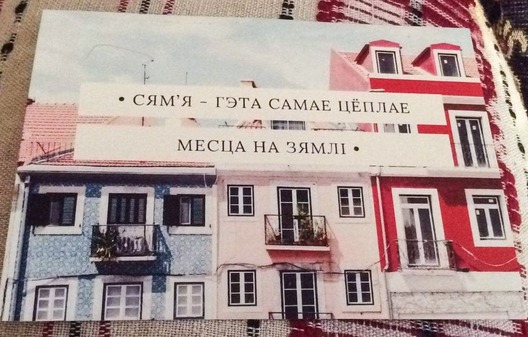 • СЯМ'Я - ГЭТА САМАЕ ЦЁПЛАЕ
МЕСЦА НА ЗЯМЛІ •